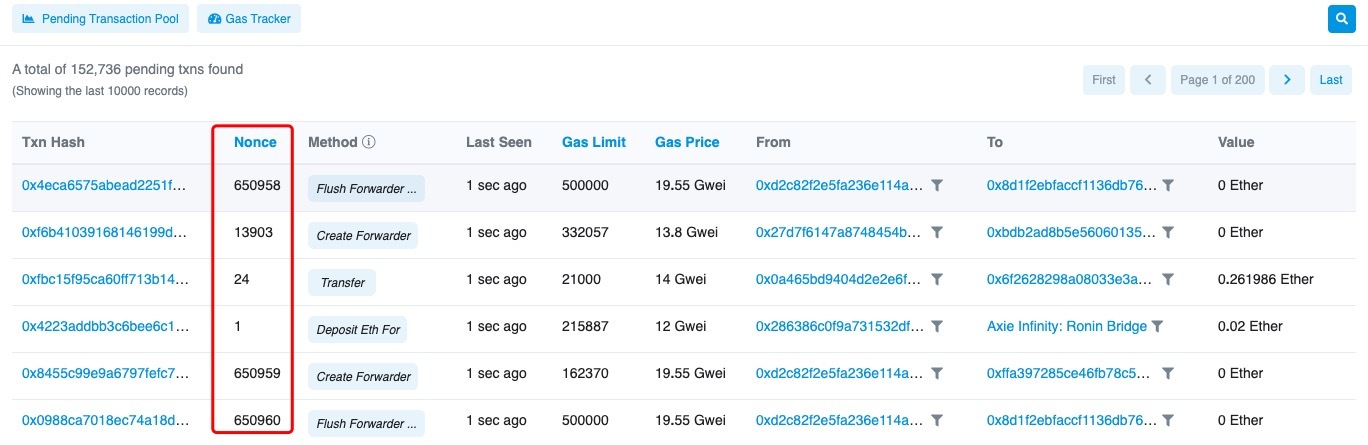 Pending Transaction Pool Gas Tracker
A total of 152,736 pending txns found
(Showing the last 10000 records)
First Page 1 of 200 Last
Txn Hash Nonce Method Last Seen Gas Limit Gas Price From To Value
0x4eca6575abead2251f... 650958 Flush Forwarder ... 1 sec ago 500000 19.55 Gwei 0xd2c82f2e5fa236e114a... 0x8d1f2ebfaccf1136db76... 0 Ether
0xf6b41039168146199d... 13903 Create Forwarder 1 sec ago 332057 13.8 Gwei 0x27d7f6147a8748454b... 0xbdb2ad8b5e56060135... 0 Ether
0xfbc15f95ca60ff713b14... 24 Transfer 1 sec ago 21000 14 Gwei 0x0a465bd9404d2e2e6f... 0x6f2628298a08033e3a... 0.261986 Ether
0x4223addbb3c6bee6c1... 1 Deposit Eth For 1 sec ago 215887 12 Gwei 0x286386c0f9a731532df... Axie Infinity: Ronin Bridge 0.02 Ether
0x8455c99e9a6797fefc7... 650959 Create Forwarder 1 sec ago 162370 19.55 Gwei 0xd2c82f2e5fa236e114a... 0xffa397285ce46fb78c5... 0 Ether
0x0988ca7018ec74a18d... 650960 Flush Forwarder ... 1 sec ago 500000 19.55 Gwei 0xd2c82f2e5fa236e114a... 0x8d1f2ebfaccf1136db76... 0 Ether